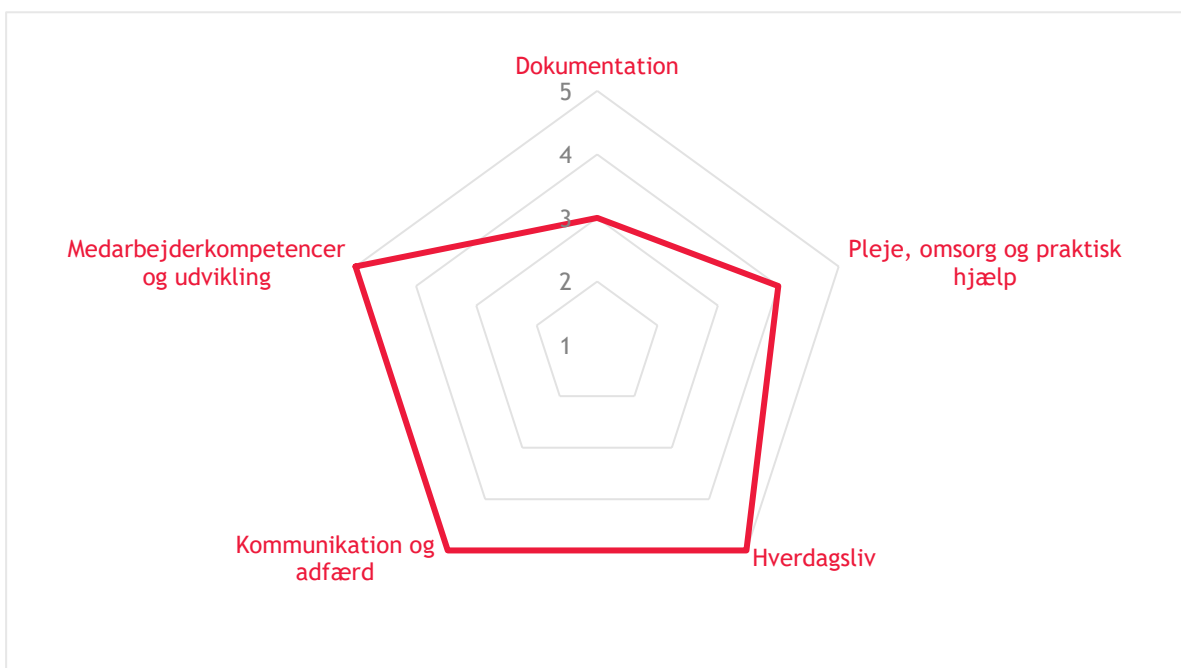 Dokumentation
5
4
3
2
1
Pleje, omsorg og praktisk
hjælp
Hverdagsliv
Kommunikation og
adfærd
Medarbejderkompetencer
og udvikling